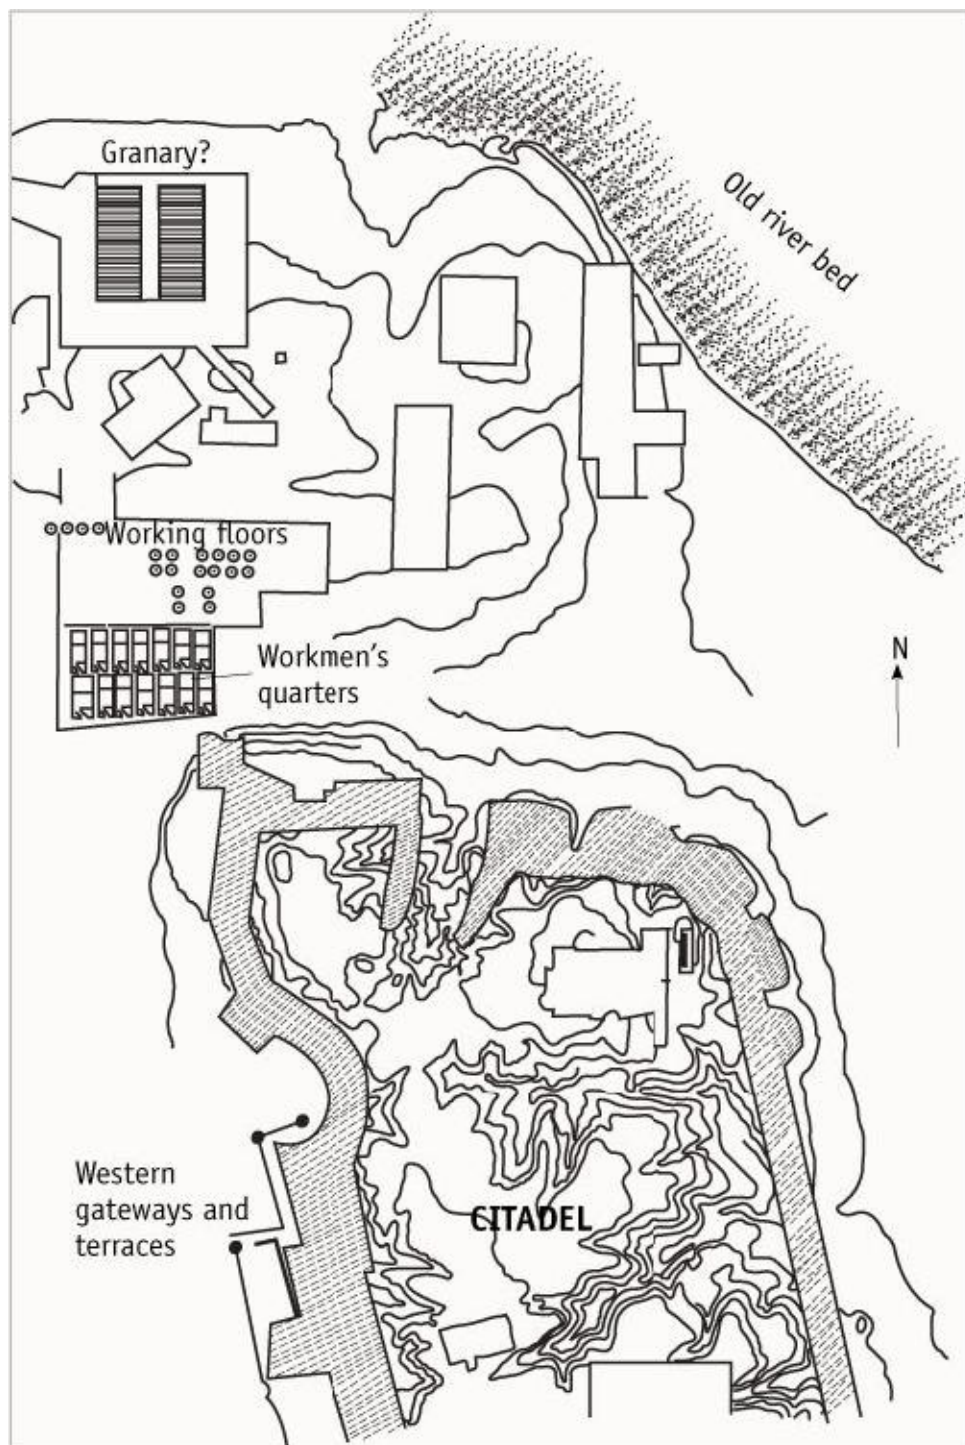 Granary?
Old river bed
Working floors
N
Workmen's
quarters
Western
gateways and
terraces
CITADEL